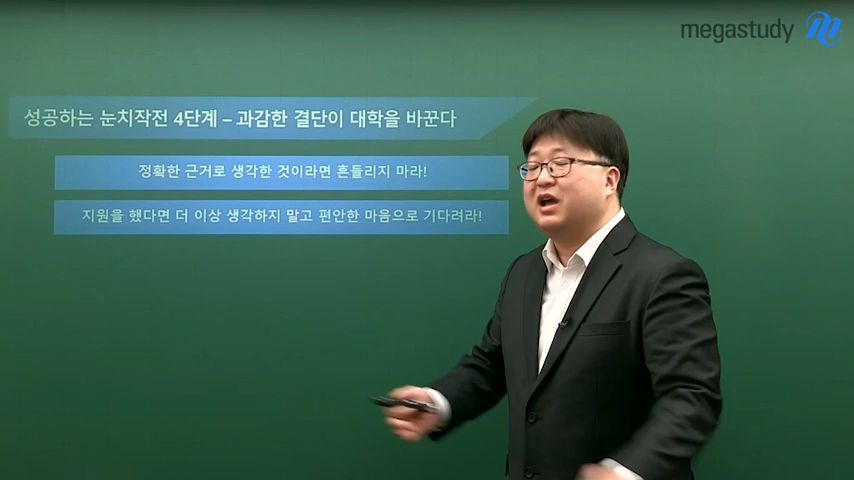 megastudy
성공하는 눈치작전 4단계 – 과감한 결단이 대학을 바꾼다
정확한 근거로 생각한 것이라면 흔들리지 마라!
지원을 했다면 더 이상 생각하지 말고 편안한 마음으로 기다려라!